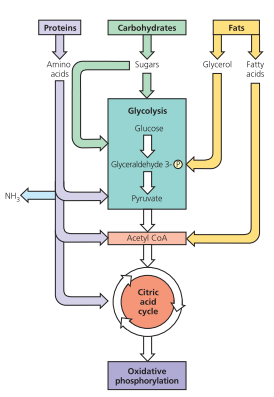 Proteins
Carbohydrates
Fats
Amino
acids
Sugars
Glycerol
Fatty
acids
Glycolysis
Glucose
Glyceraldehyde 3- P
Pyruvate
NH3
Acetyl CoA
Citric
acid
cycle
Oxidative
phosphorylation